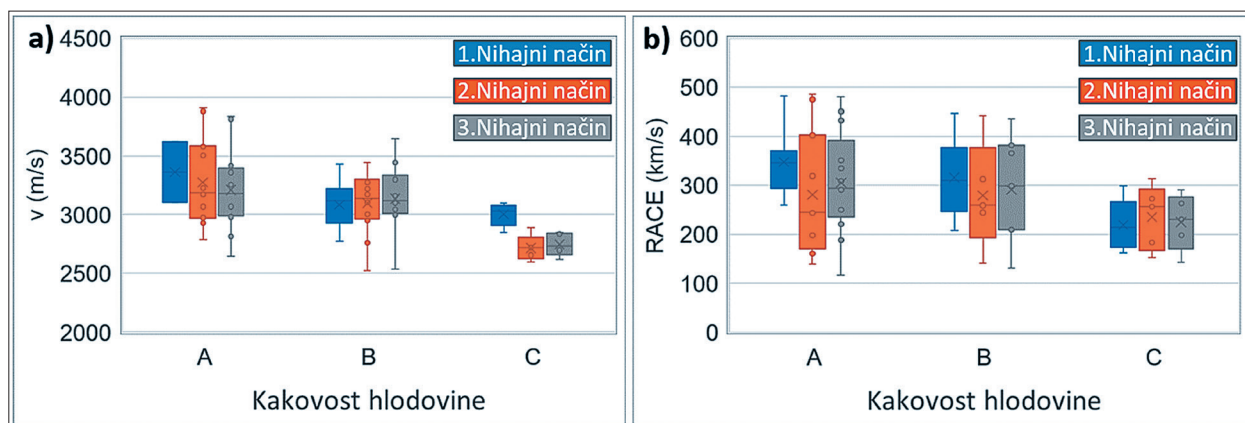 a)
4500
4000
3500
3000
2500
2000
v (m/s)
1.Nihajni način
2.Nihajni način
3.Nihajni način
A B C
Kakovost hlodovine
b)
600
500
400
300
200
100
0
RACE (km/s)
1.Nihajni način
2.Nihajni način
3.Nihajni način
A B C
Kakovost hlodovine